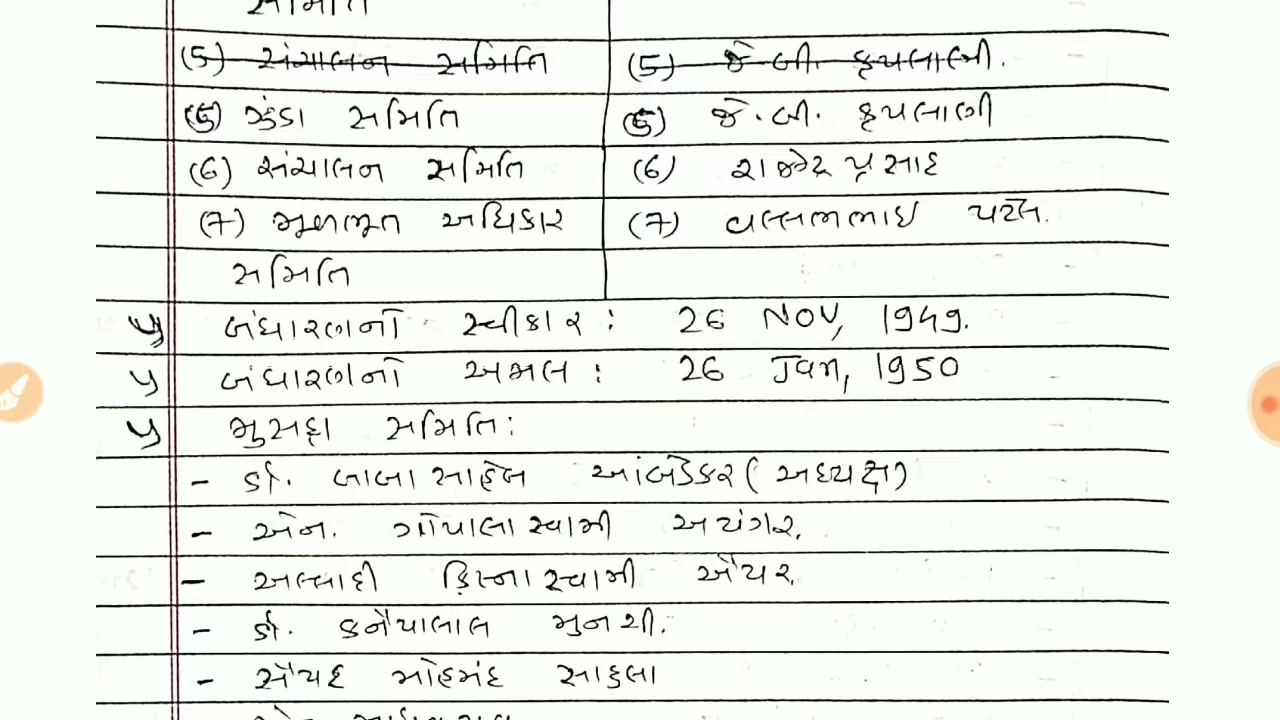 સમિતિ
(5) સંચાલન સમિતિ (5) જે.બી. કૃપલાણી.
(5) ઝંડા સમિતિ (5) જે.બી. કૃપલાણી
(6) સંચાલન સમિતિ (6) રાજેન્દ્ર પ્રસાદ
(7) મૂળભૂત અધિકાર (7) વલ્લભભાઈ પટેલ.
સમિતિ
બંધારણનો સ્વીકાર : 26 NOV, 1949.
બંધારણનો અમલ : 26 Jan, 1950
મુસદ્દા સમિતિ :
- ડૉ. બાબા સાહેબ આંબેડકર (અધ્યક્ષ)
- એન. ગોપાલા સ્વામી અયંગર.
- અલ્લાદી ક્રિસ્ના સ્વામી ઐયર.
- ડૉ. કનૈયાલાલ મુનશી.
- સૈયદ મોહમંદ સાદુલા